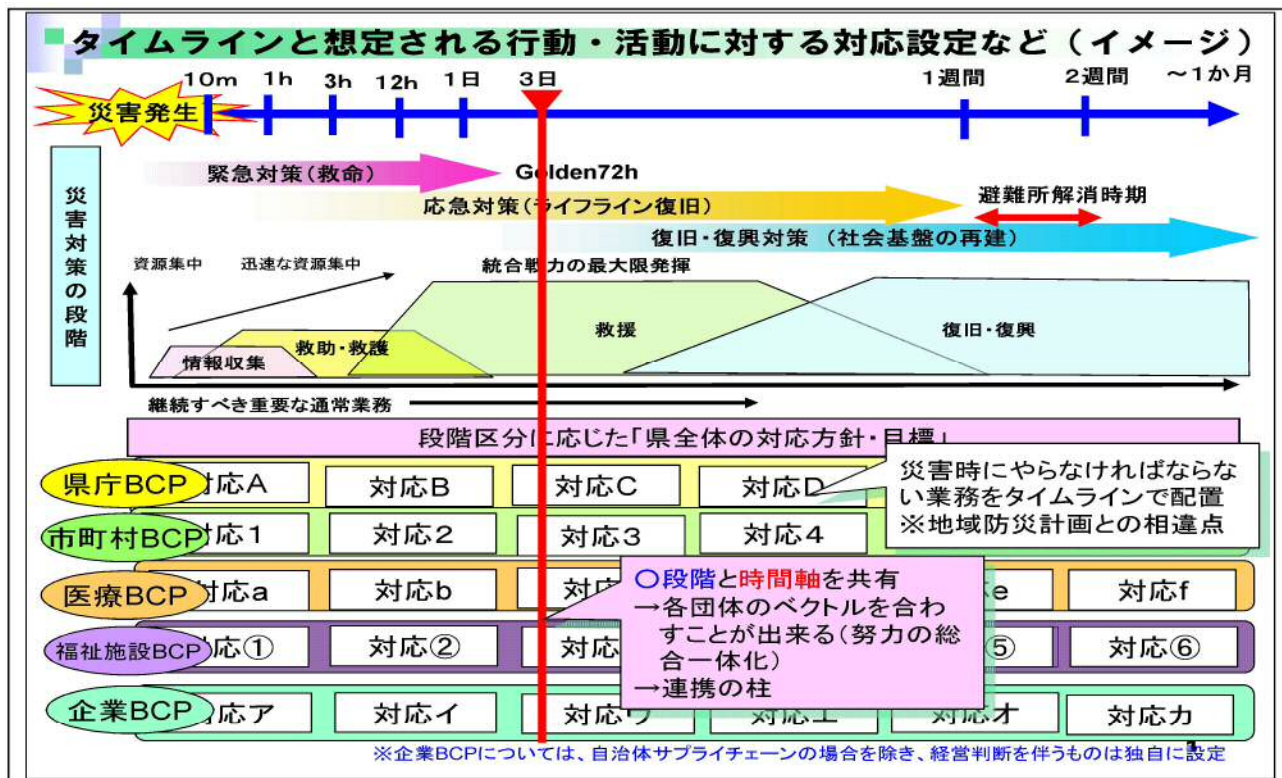 タイムラインと想定される行動・活動に対する対応設定など（イメージ）
10m 1h 3h 12h 1日 3日 1週間 2週間 ～1か月
災害発生
災害対策の段階
緊急対策(救命)
Golden72h
応急対策(ライフライン復旧)
避難所解消時期
復旧・復興対策 (社会基盤の再建)
資源集中
迅速な資源集中
統合戦力の最大限発揮
情報収集
救助・救護
救援
復旧・復興
継続すべき重要な通常業務
段階区分に応じた「県全体の対応方針・目標」
県庁BCP 対応A 対応B 対応C 対応D
災害時にやらなければならな
い業務をタイムラインで配置
※地域防災計画との相違点
市町村BCP 対応1 対応2 対応3 対応4
医療BCP 対応a 対応b 対応 e 対応f
〇段階と時間軸を共有
→各団体のベクトルを合わ
すことが出来る(努力の総
合一体化)
→連携の柱
福祉施設BCP 応① 対応② 対応 ⑤ 対応⑥
企業BCP 対応ア 対応イ 対応ウ 対応エ 対応オ 対応カ
※企業BCPについては、自治体サプライチェーンの場合を除き、経営判断を伴うものは独自に設定